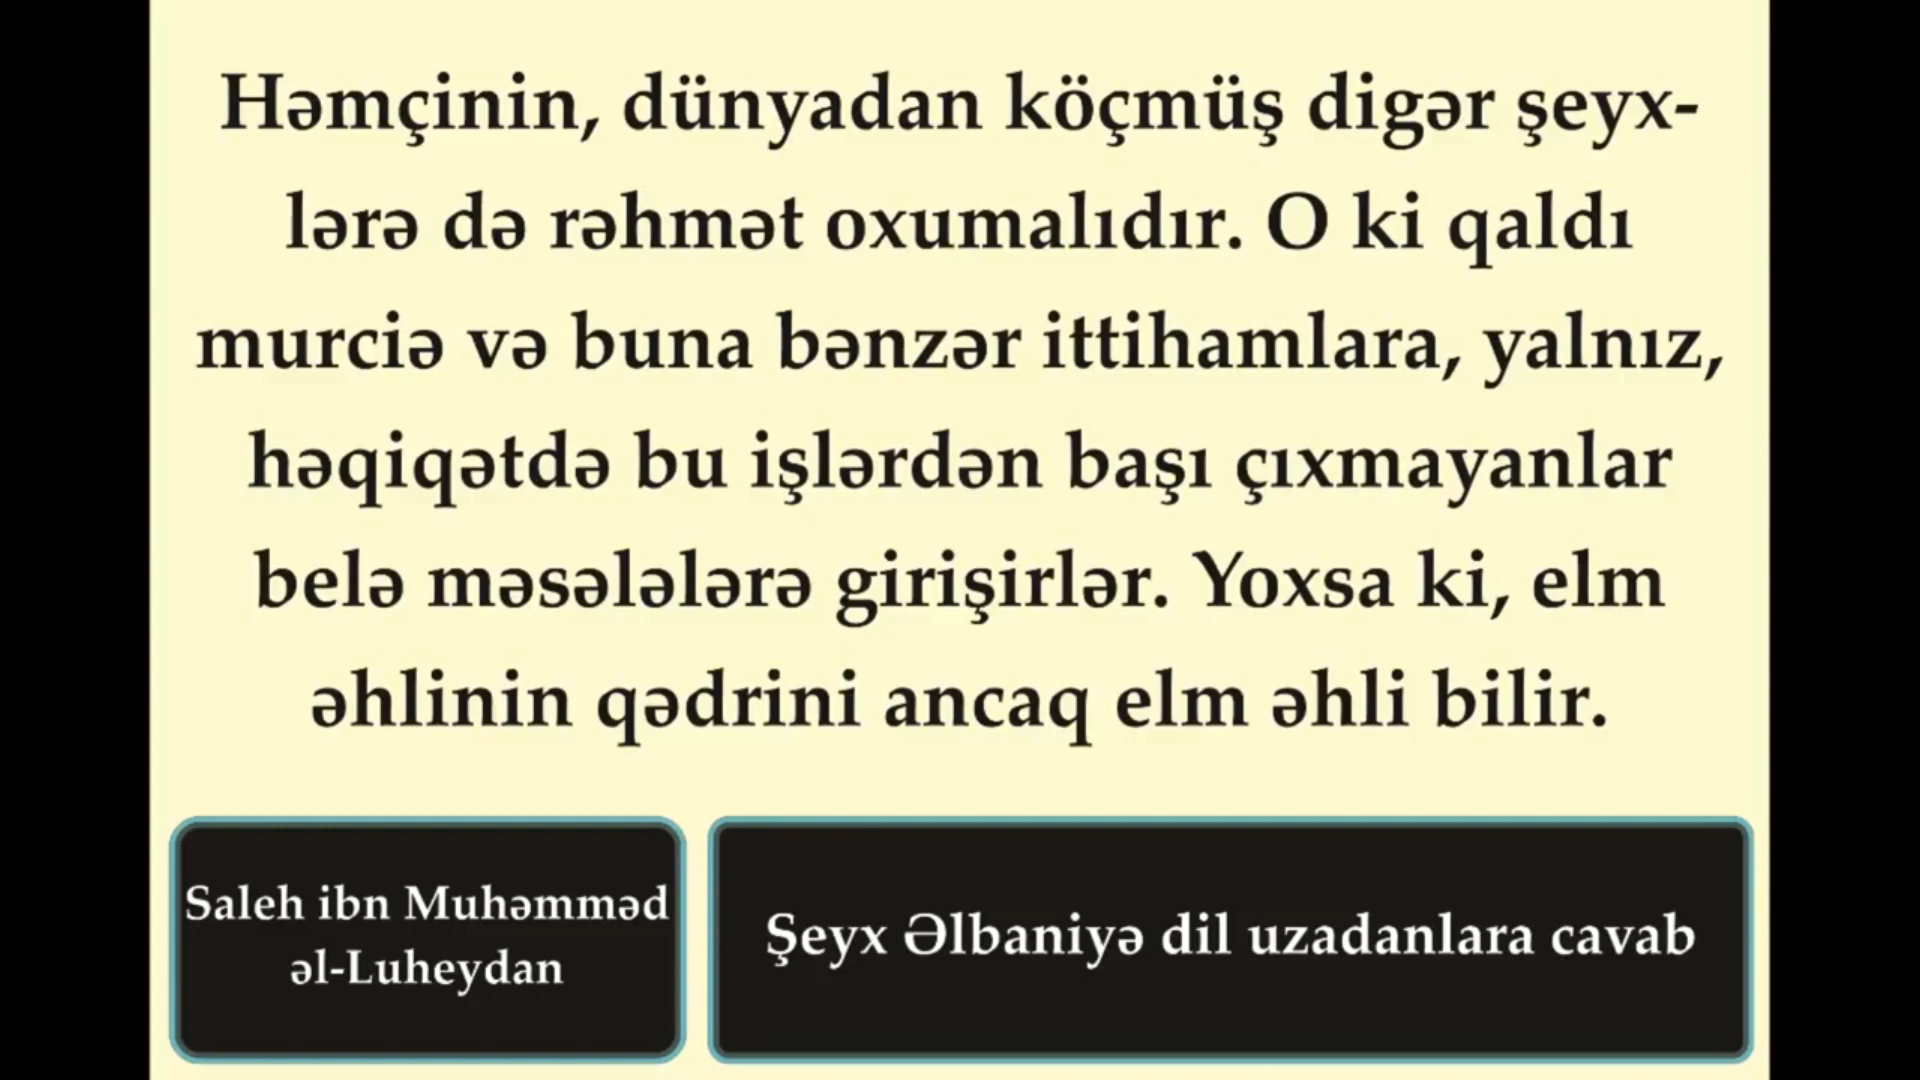 Həmçinin, dünyadan köçmüş digər şeyx-
lərə də rəhmət oxumalıdır. O ki qaldı
murciə və buna bənzər ittihamlara, yalnız,
həqiqətdə bu işlərdən başı çıxmayanlar
belə məsələlərə girişirlər. Yoxsa ki, elm
əhlinin qədrini ancaq elm əhli bilir.
Saleh ibn Muhəmməd
əl-Luheydan
Şeyx Əlbaniyə dil uzadanlara cavab